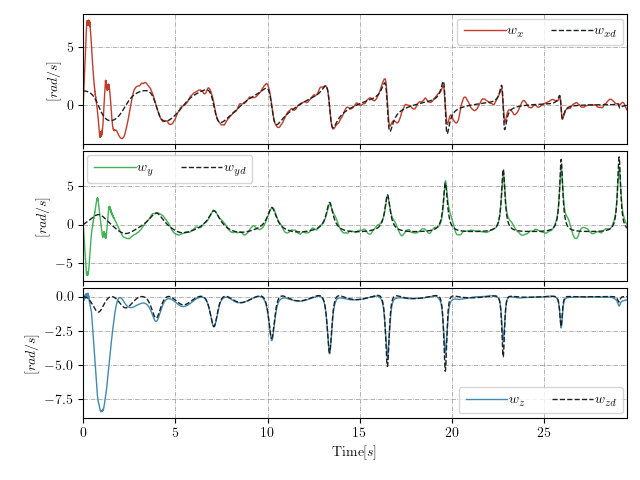 5
0
[rad/s]
w_x w_xd
5
0
−5
[rad/s]
w_y w_yd
0.0
−2.5
−5.0
−7.5
[rad/s]
w_z w_zd
0 5 10 15 20 25
Time[s]